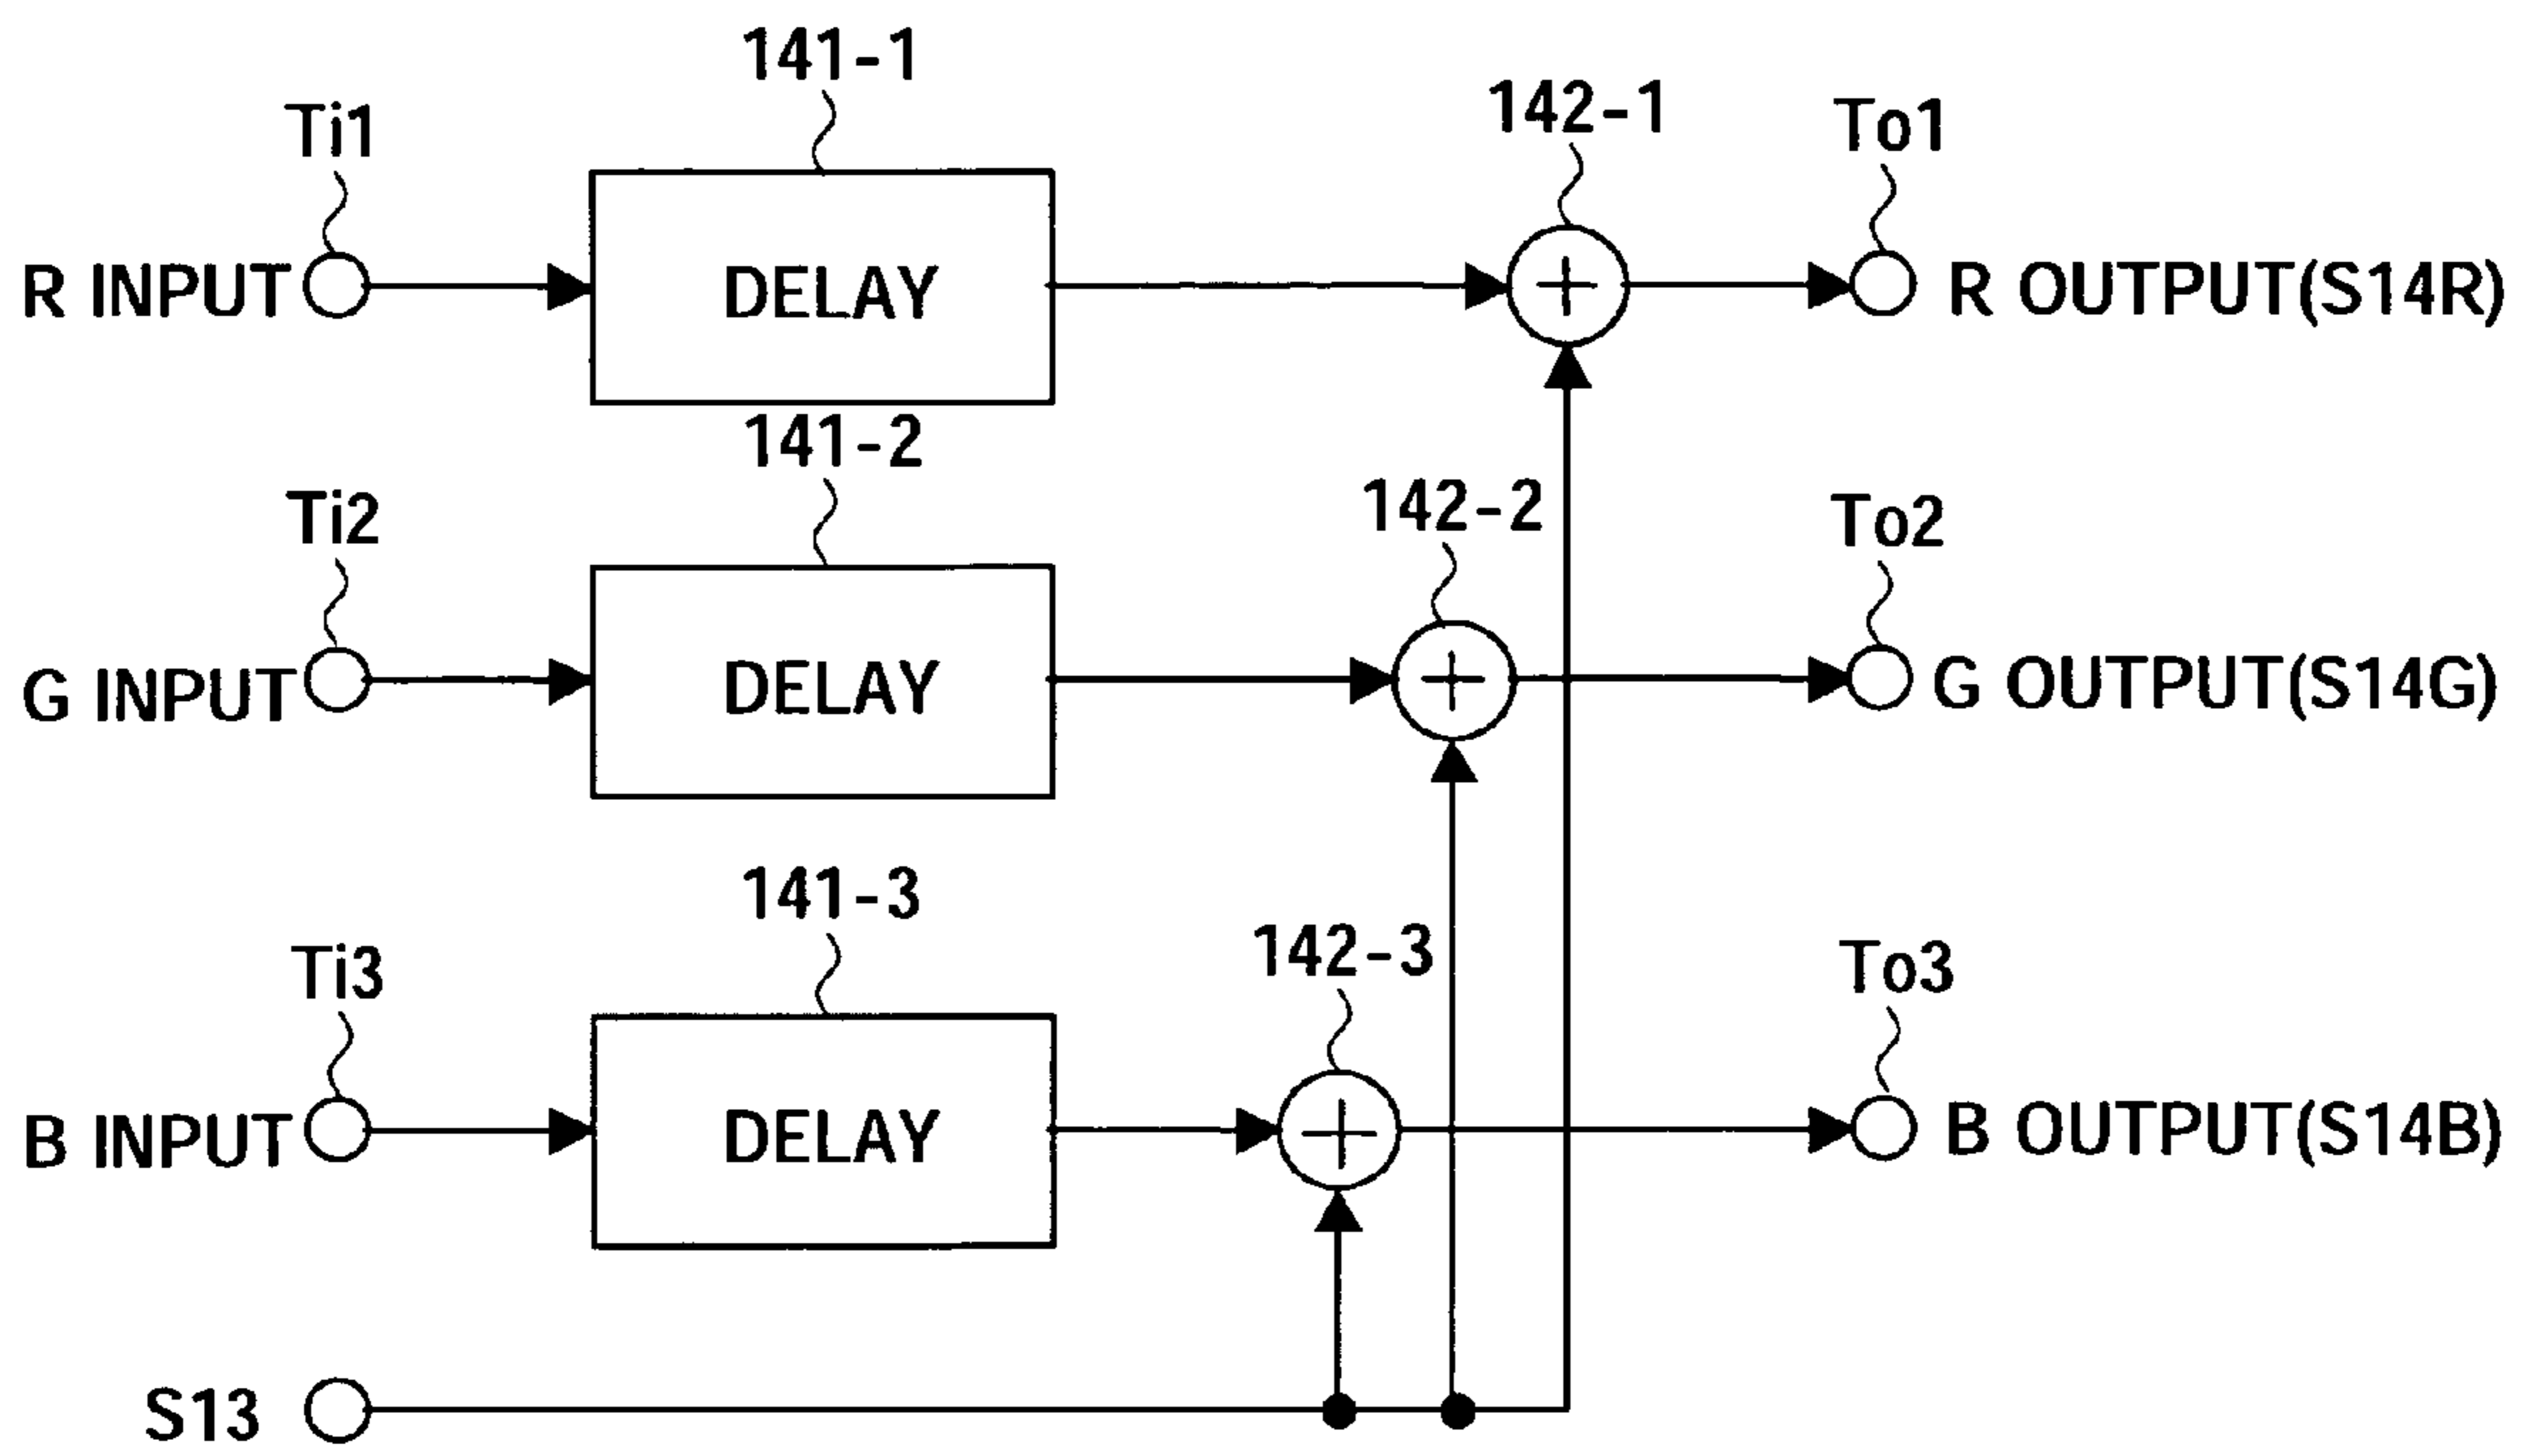 141-1
142-1
Ti1
To1
R INPUT
DELAY
+
R OUTPUT(S14R)
141-2
142-2
Ti2
To2
G INPUT
DELAY
+
G OUTPUT(S14G)
141-3
142-3
Ti3
To3
B INPUT
DELAY
+
B OUTPUT(S14B)
S13